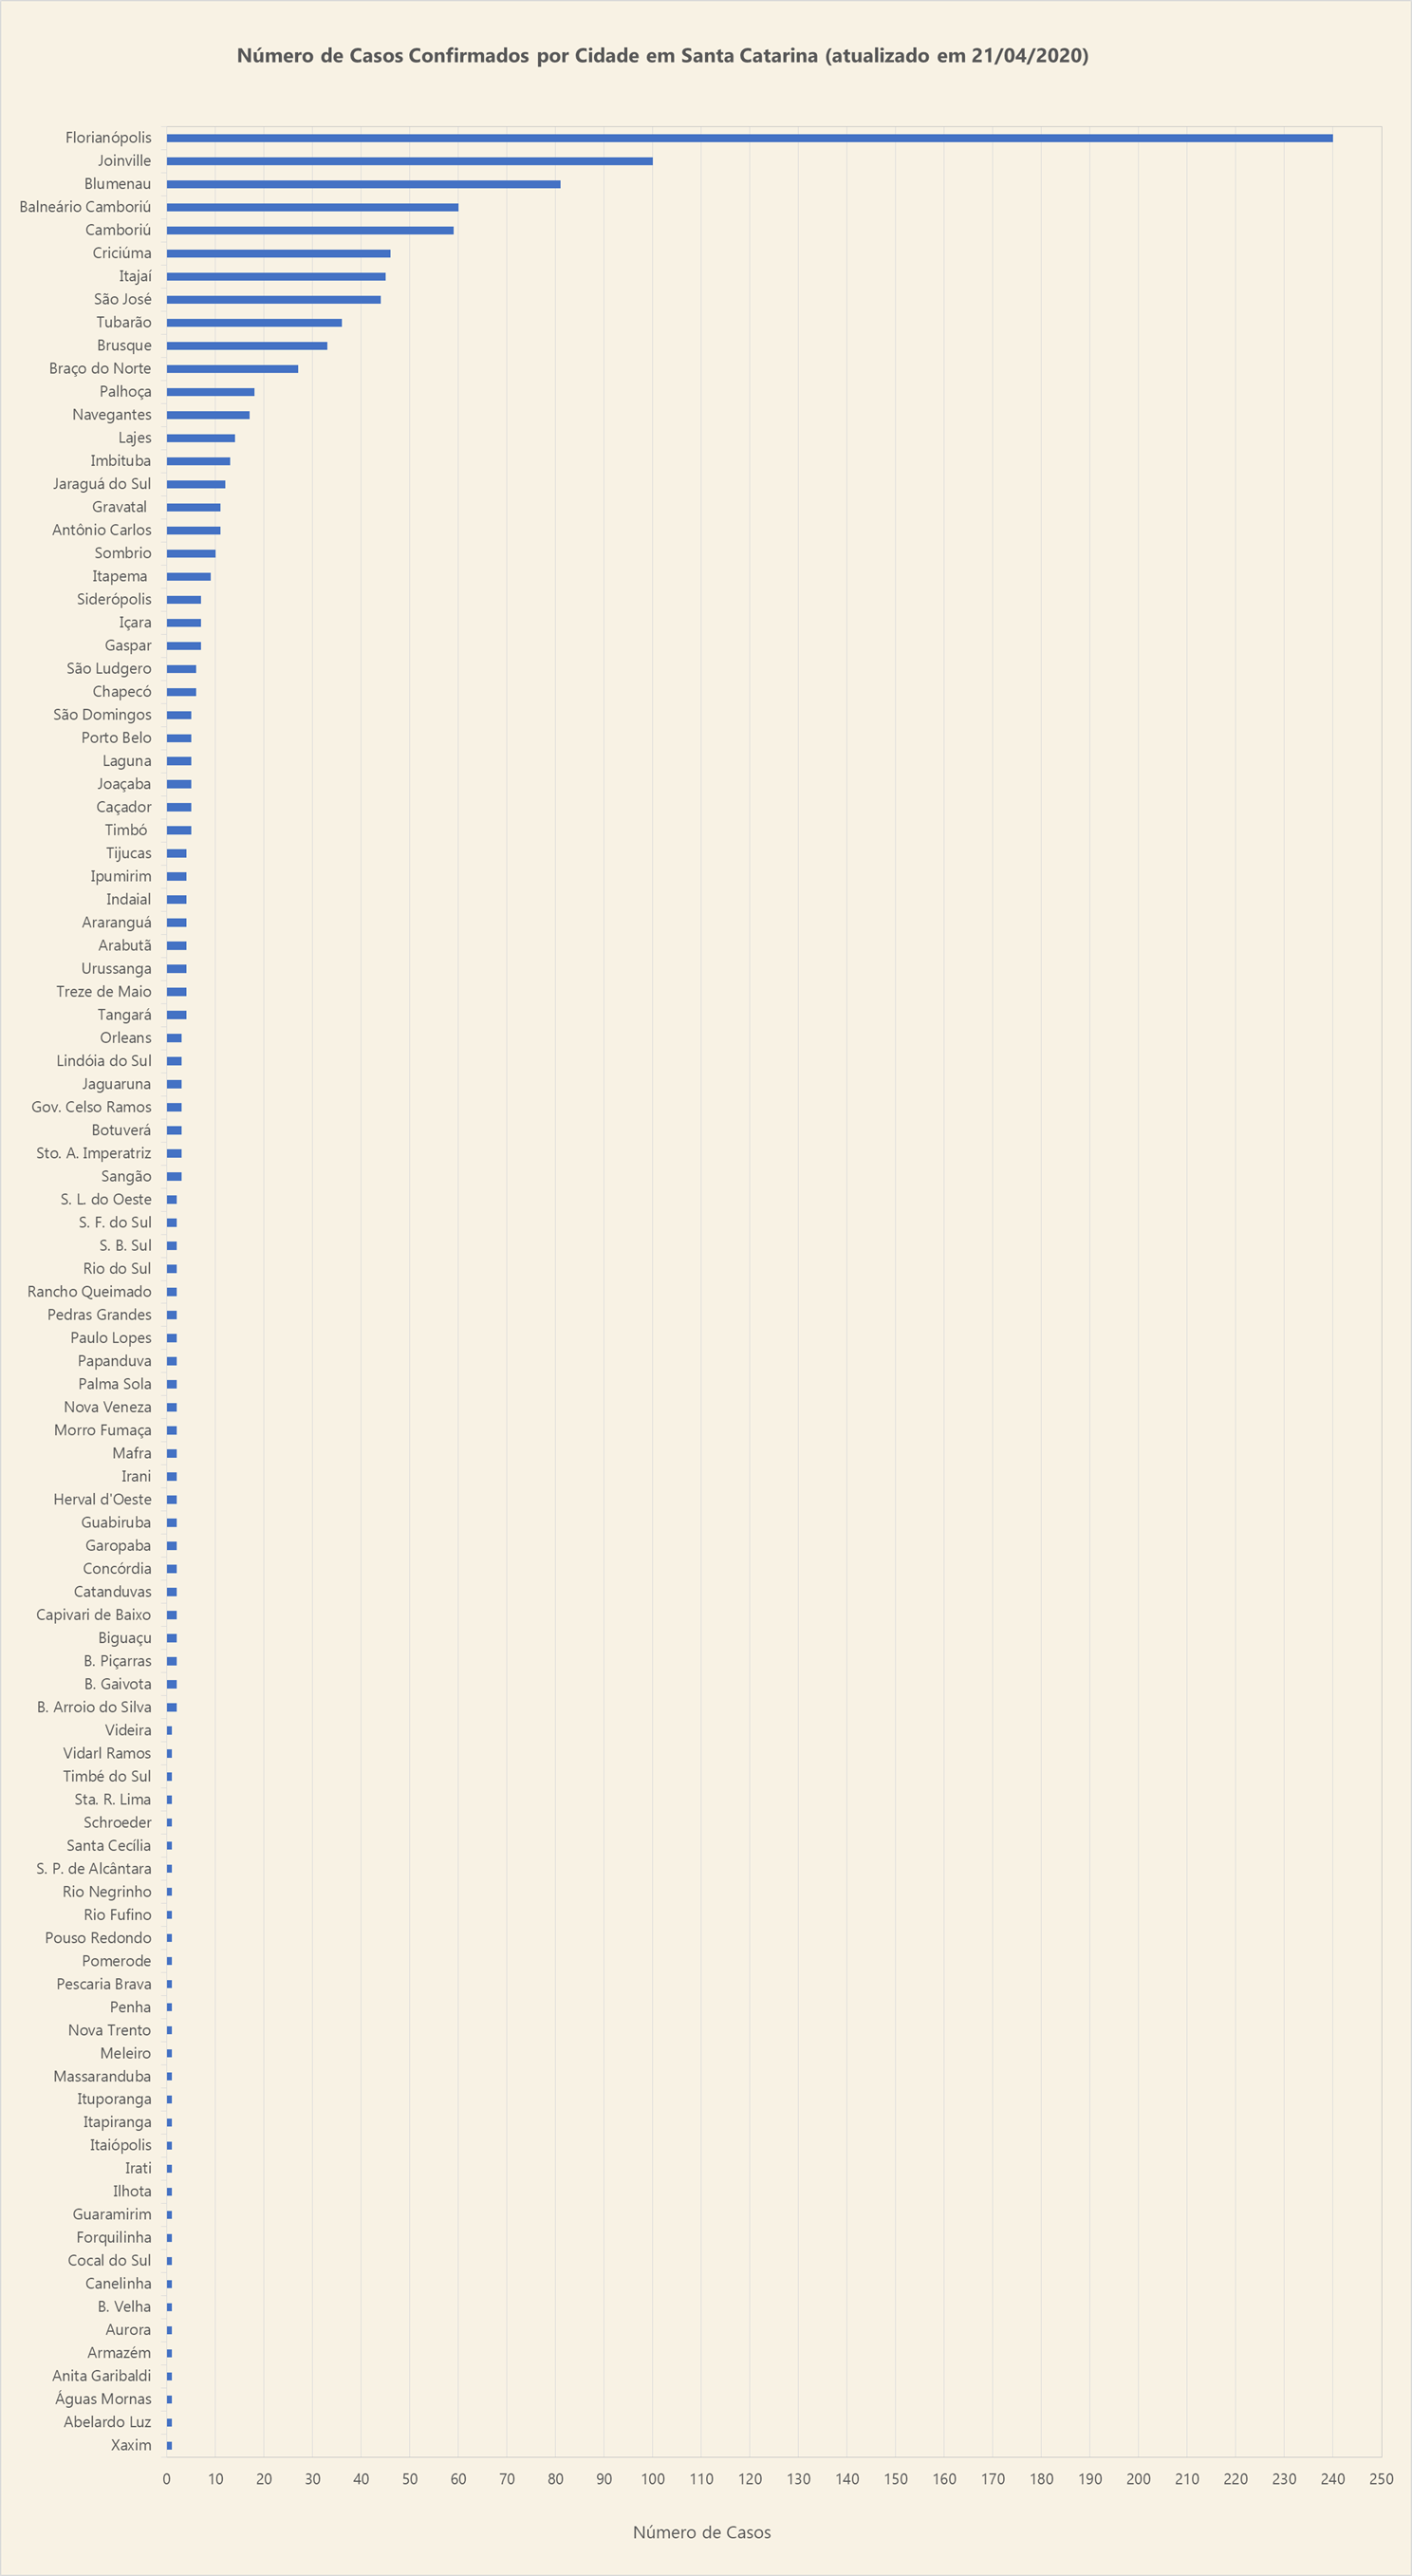 Número de Casos Confirmados por Cidade em Santa Catarina (atualizado em 21/04/2020)
Florianópolis
Joinville
Blumenau
Balneário Camboriú
Camboriú
Criciúma
Itajaí
São José
Tubarão
Brusque
Braço do Norte
Palhoça
Navegantes
Lajes
Imbituba
Jaraguá do Sul
Gravatal
Antônio Carlos
Sombrio
Itapema
Siderópolis
Içara
Gaspar
São Ludgero
Chapecó
São Domingos
Porto Belo
Laguna
Joaçaba
Caçador
Timbó
Tijucas
Ipumirim
Indaial
Araranguá
Arabutã
Urussanga
Treze de Maio
Tangará
Orleans
Lindóia do Sul
Jaguaruna
Gov. Celso Ramos
Botuverá
Sto. A. Imperatriz
Sangão
S. L. do Oeste
S. F. do Sul
S. B. Sul
Rio do Sul
Rancho Queimado
Pedras Grandes
Paulo Lopes
Papanduva
Palma Sola
Nova Veneza
Morro Fumaça
Mafra
Irani
Herval d'Oeste
Guabiruba
Garopaba
Concórdia
Catanduvas
Capivari de Baixo
Biguaçu
B. Piçarras
B. Gaivota
B. Arroio do Silva
Videira
Vidarl Ramos
Timbé do Sul
Sta. R. Lima
Schroeder
Santa Cecília
S. P. de Alcântara
Rio Negrinho
Rio Fufino
Pouso Redondo
Pomerode
Pescaria Brava
Penha
Nova Trento
Meleiro
Massaranduba
Ituporanga
Itapiranga
Itaiópolis
Irati
Ilhota
Guaramirim
Forquilinha
Cocal do Sul
Canelinha
B. Velha
Aurora
Armazém
Anita Garibaldi
Águas Mornas
Abelardo Luz
Xaxim
0 10 20 30 40 50 60 70 80 90 100 110 120 130 140 150 160 170 180 190 200 210 220 230 240 250
Número de Casos